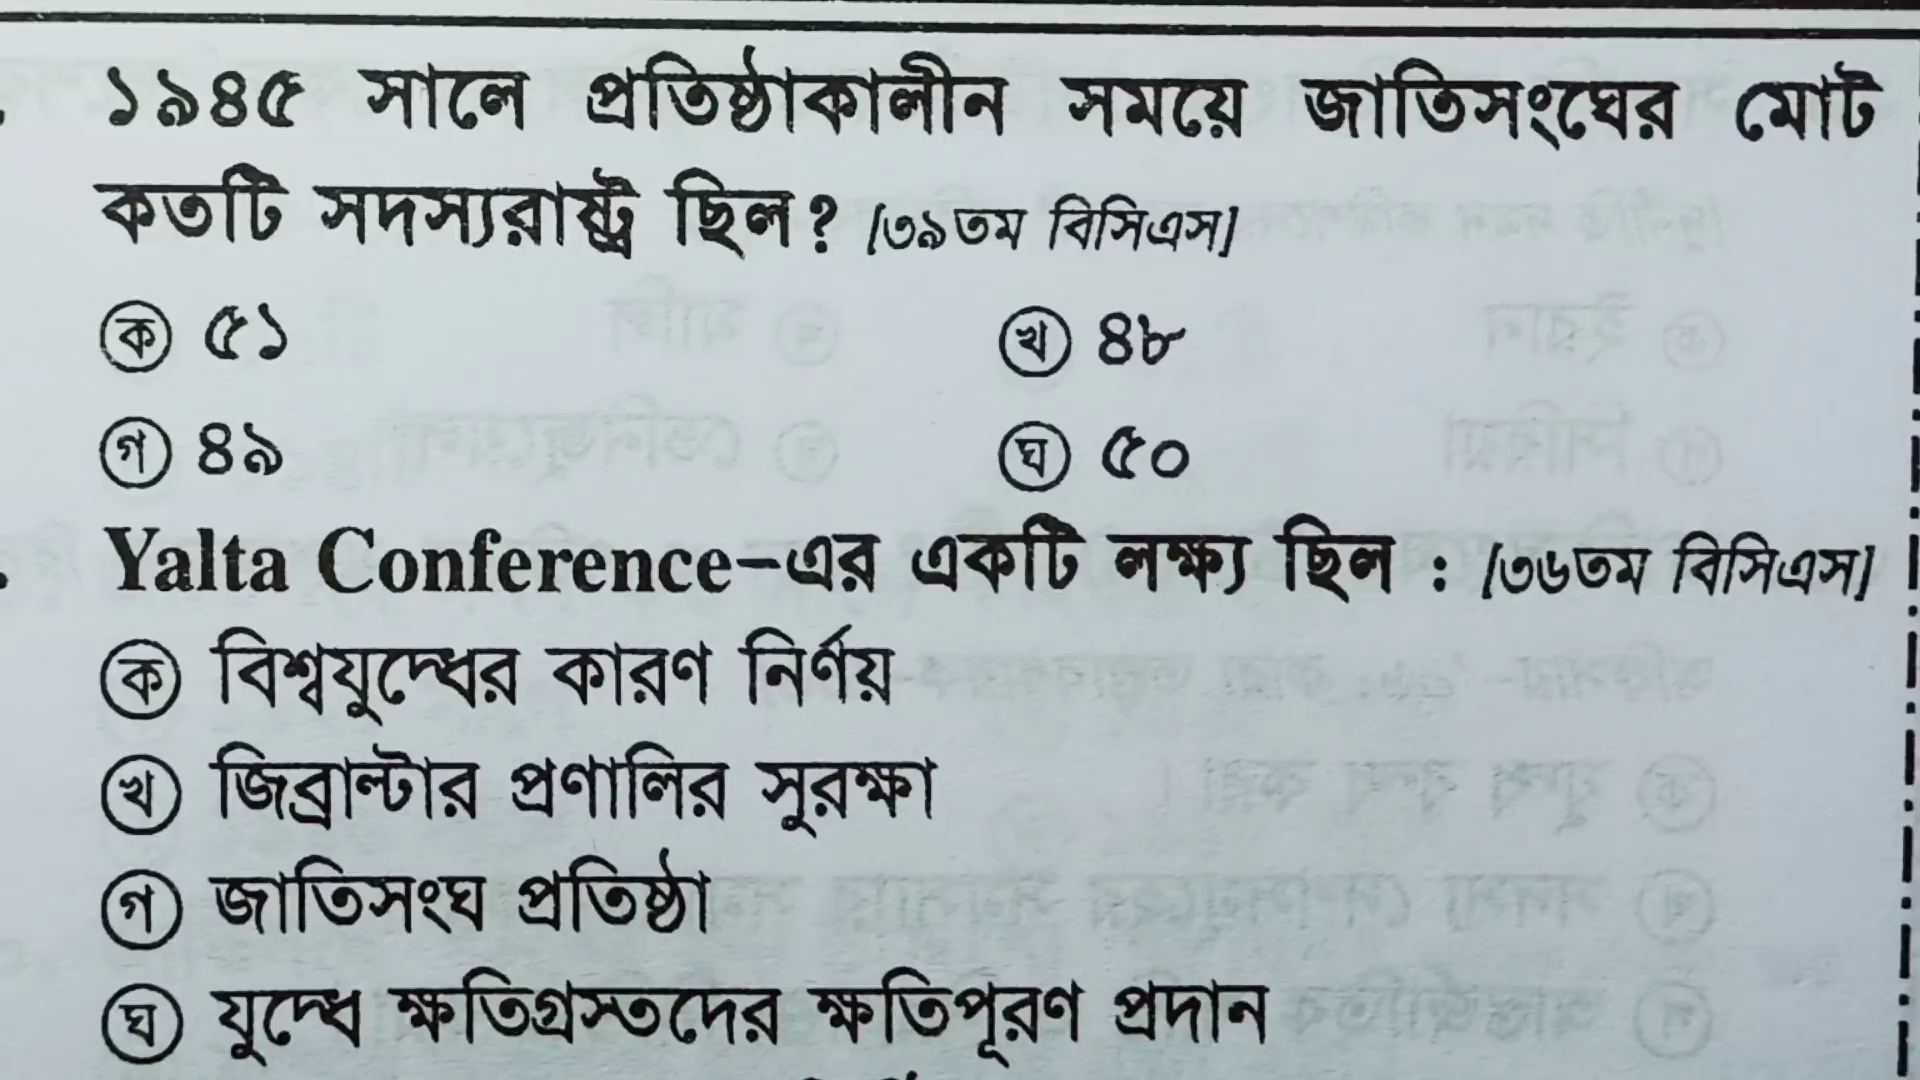 ১৯৪৫ সালে প্রতিষ্ঠাকালীন সময়ে জাতিসংঘের মোট
কতটি সদস্যরাষ্ট্র ছিল? [৩৯তম বিসিএস]
ক ৫১ খ ৪৮
গ ৪৯ ঘ ৫০
Yalta Conference-এর একটি লক্ষ্য ছিল : [৩৬তম বিসিএস]
ক বিশ্বযুদ্ধের কারণ নির্ণয়
খ জিব্রাল্টার প্রণালির সুরক্ষা
গ জাতিসংঘ প্রতিষ্ঠা
ঘ যুদ্ধে ক্ষতিগ্রস্তদের ক্ষতিপূরণ প্রদান